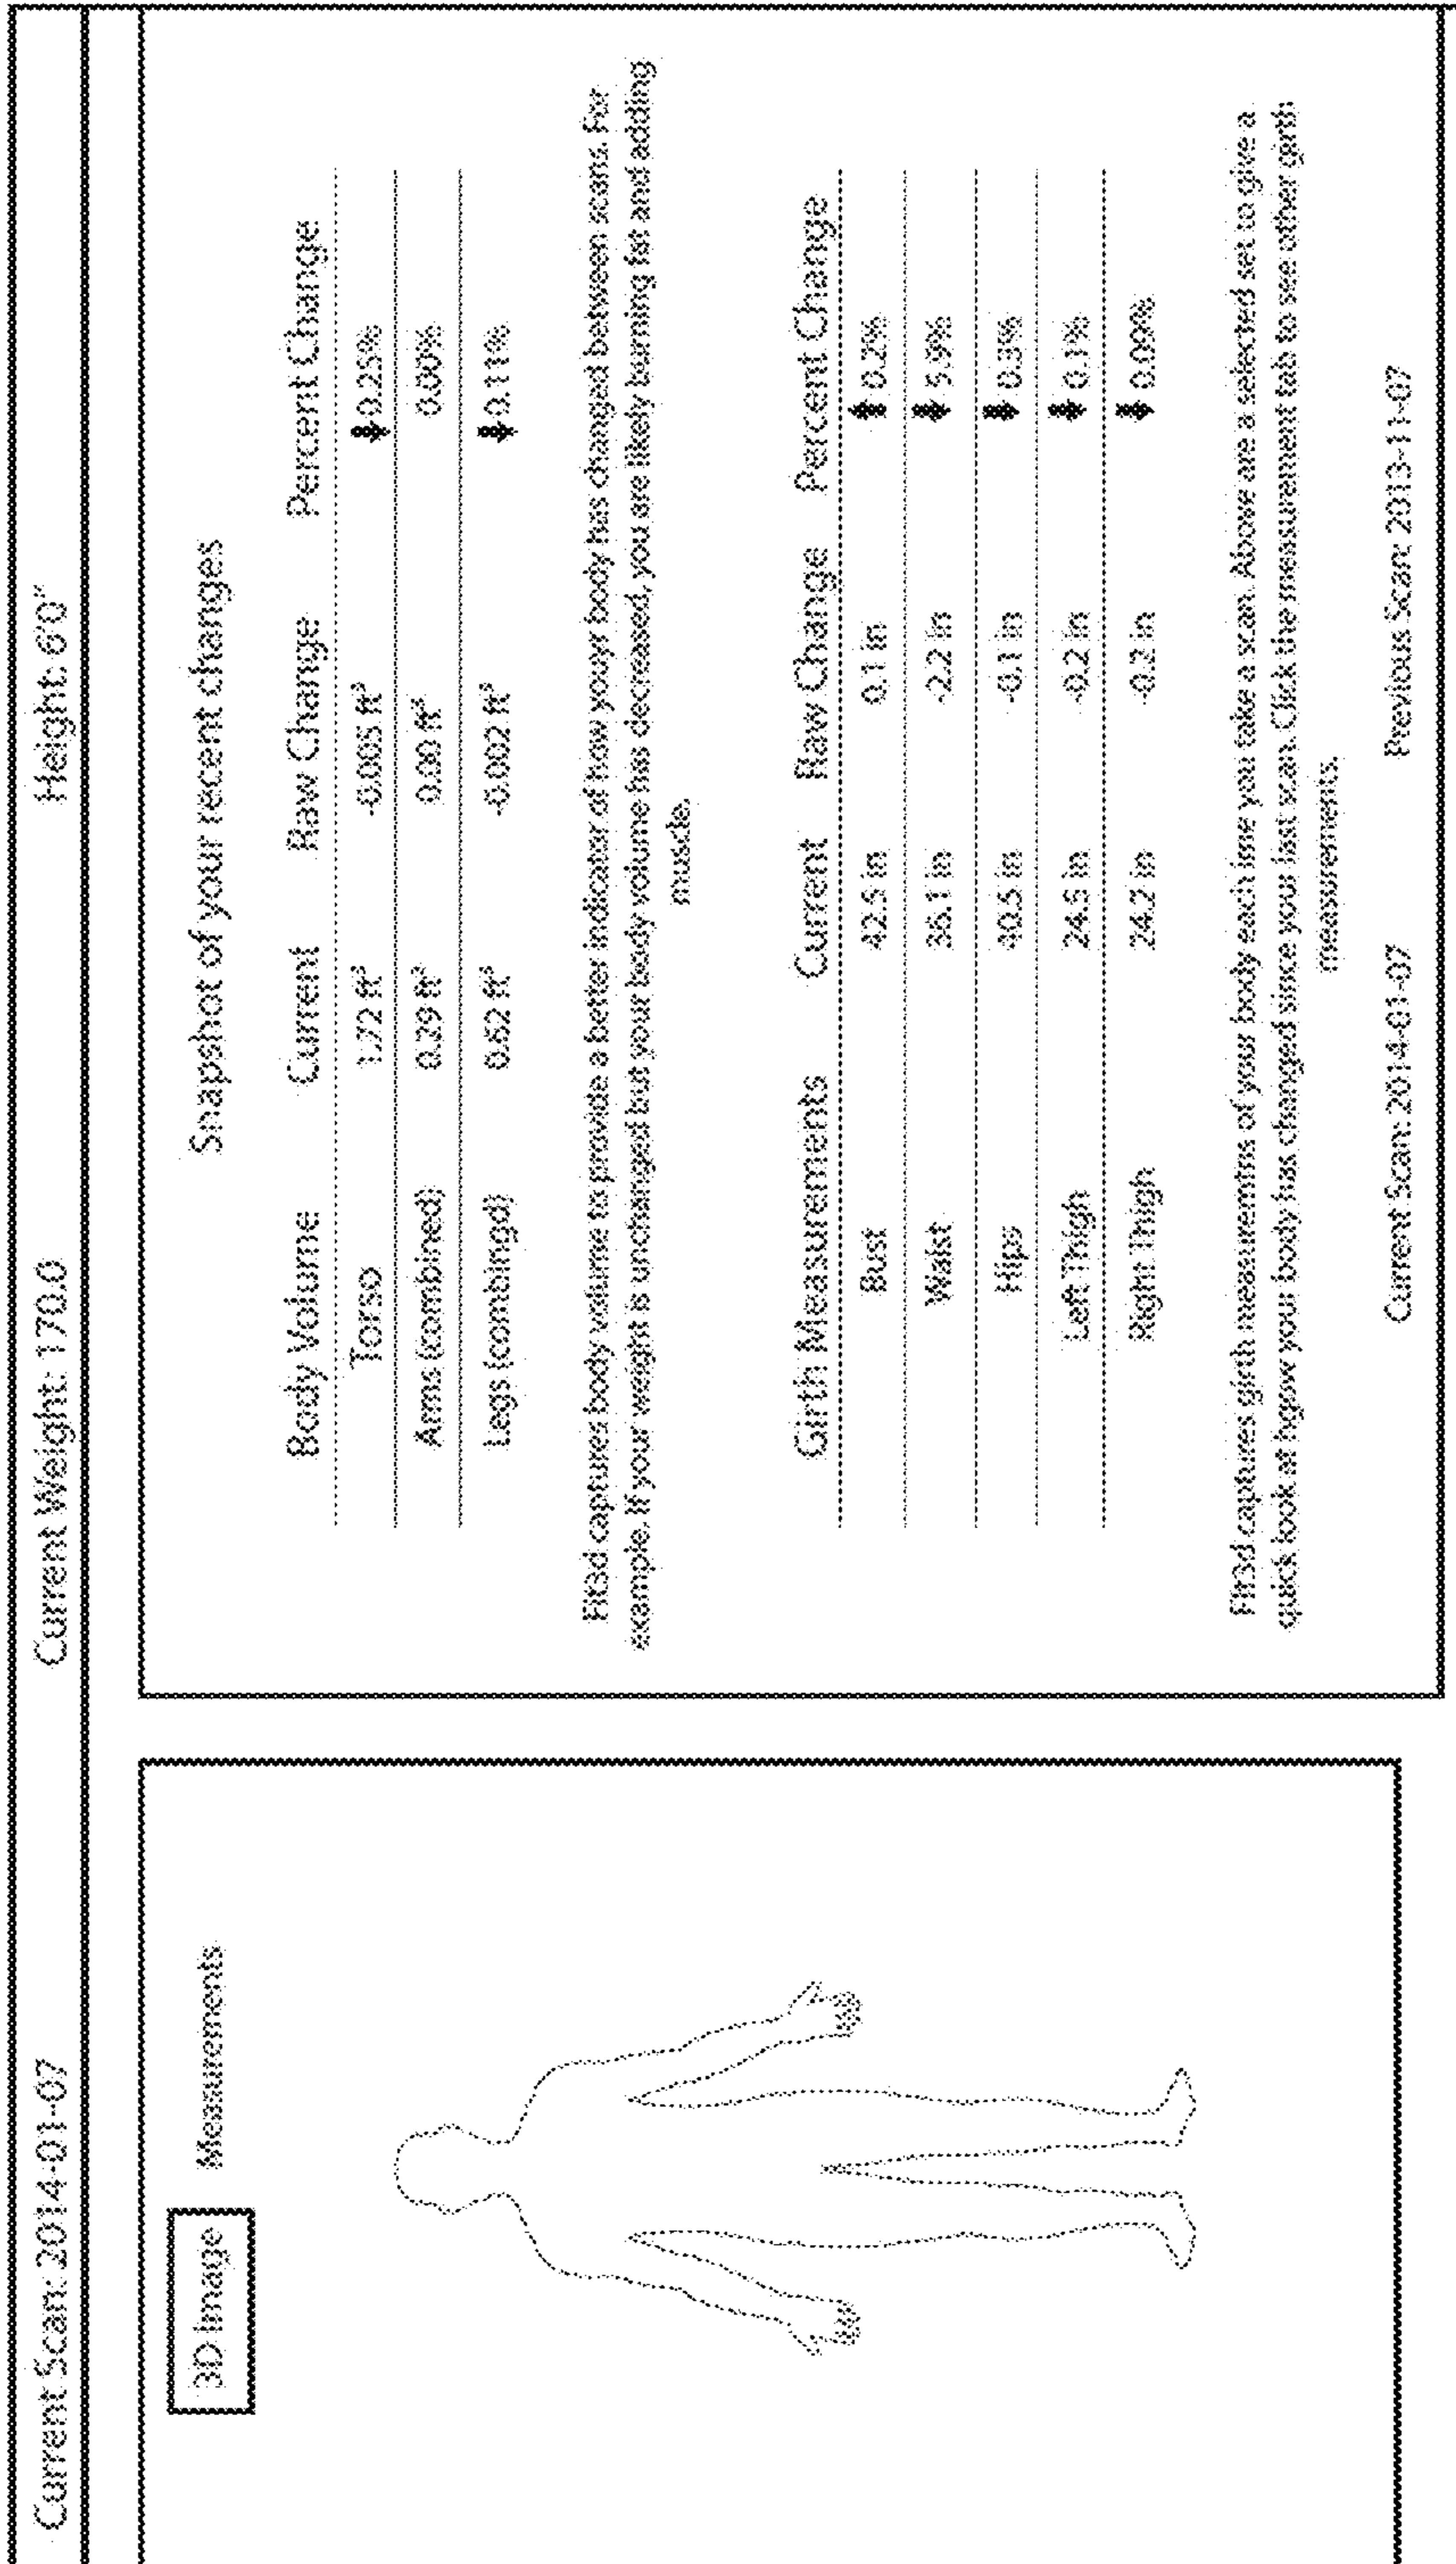 Current Scan: 2014-01-07 Current Weight: 170.0 Height: 6'0"
3D Image Measurements
Snapshot of your recent changes
Body Volume Current Raw Change Percent Change
Torso 1.72 ft³ -0.005 ft³ 0.25%
Arms (combined) 0.29 ft³ 0.00 ft³ 0.00%
Legs (combingd) 0.62 ft³ -0.002 ft³ 0.11%
Fit3d captures body volume to provide a better indicator of how youyr body has changed between scans. For
example. If your weight is unchanged but your body volume has decreased, you are likely burning fat and adding
muscle.
Girth Measurements Current Raw Change Percent Change
Bust 42.5 in 0.1 in 0.2%
Waist 36.1 in -2.2 in 5.9%
Hips 40.5 in -0.1 in 0.3%
Left Thigh 24.5 in -0.2 in 0.1%
Right Thigh 24.2 in -0.2 in 0.09%
Fit3d captures girth measuremtns of your body each ime you take a scan. Above are a selected set to give a
quick look at hgow your body has changed since your last scan. Click the measurement tab to see other girth
measurements.
Current Scan: 2014-01-07 Previous Scan: 2013-11-07